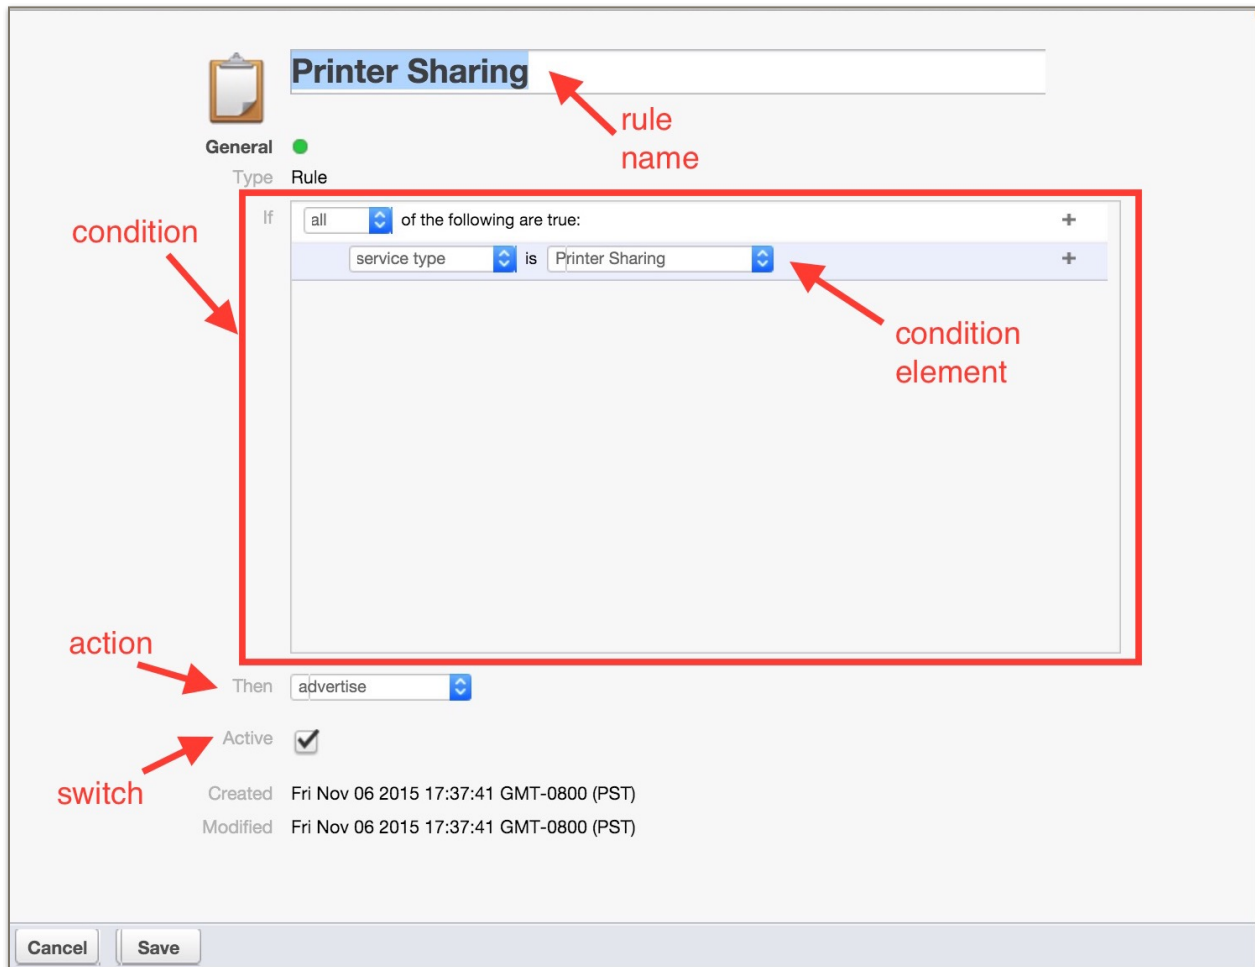 Printer Sharing
rule
name
General
Type Rule
condition
If all of the following are true: +
service type is Printer Sharing +
condition
element
action
Then advertise
Active
switch
Created Fri Nov 06 2015 17:37:41 GMT-0800 (PST)
Modified Fri Nov 06 2015 17:37:41 GMT-0800 (PST)
Cancel Save